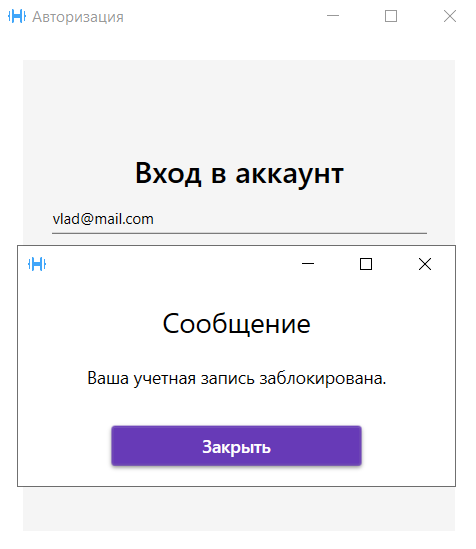 Авторизация
Вход в аккаунт
vlad@mail.com
Сообщение
Ваша учетная запись заблокирована.
Закрыть